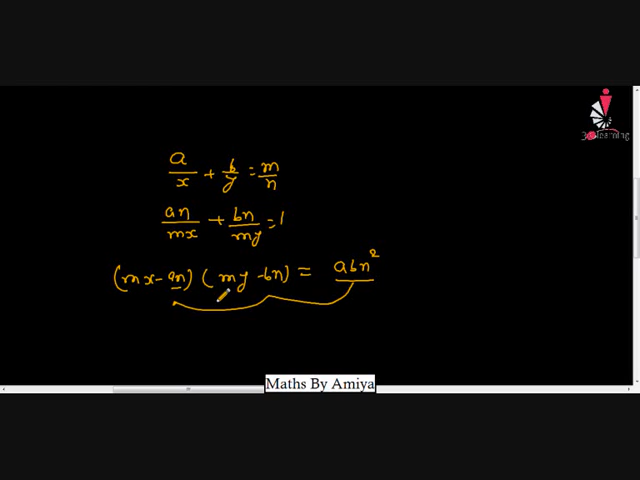 a/x + b/y = m/n
an/mx + bn/my = 1
(mx - an) (my - bn) = abn²
Maths By Amiya